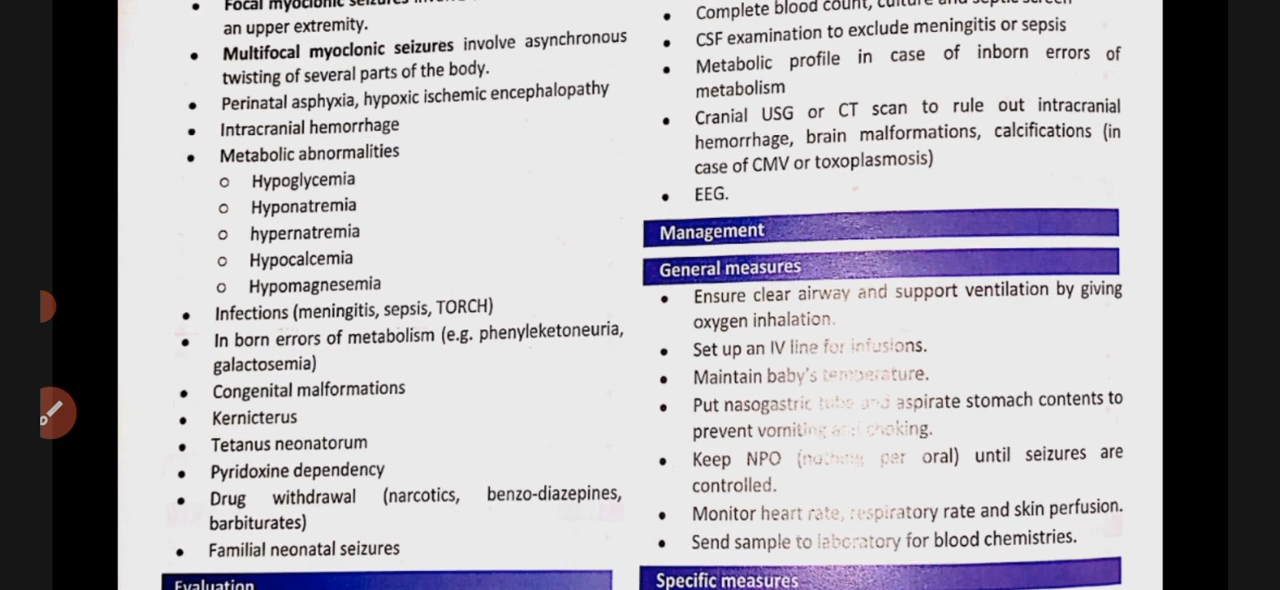 Focal myoclonic seizures
an upper extremity.
Multifocal myoclonic seizures involve asynchronous
twisting of several parts of the body.
Perinatal asphyxia, hypoxic ischemic encephalopathy
Intracranial hemorrhage
Metabolic abnormalities
Hypoglycemia
Hyponatremia
hypernatremia
Hypocalcemia
Hypomagnesemia
Infections (meningitis, sepsis, TORCH)
In born errors of metabolism (e.g. phenyleketoneuria,
galactosemia)
Congenital malformations
Kernicterus
Tetanus neonatorum
Pyridoxine dependency
Drug withdrawal (narcotics, benzo-diazepines,
barbiturates)
Familial neonatal seizures
Evaluation
Complete blood count, culture and septic screen
CSF examination to exclude meningitis or sepsis
Metabolic profile in case of inborn errors of
metabolism
Cranial USG or CT scan to rule out intracranial
hemorrhage, brain malformations, calcifications (in
case of CMV or toxoplasmosis)
EEG.
Management
General measures
Ensure clear airway and support ventilation by giving
oxygen inhalation.
Set up an IV line for infusions.
Maintain baby's temperature.
Put nasogastric tube and aspirate stomach contents to
prevent vomiting and choking.
Keep NPO (nothing per oral) until seizures are
controlled.
Monitor heart rate, respiratory rate and skin perfusion.
Send sample to laboratory for blood chemistries.
Specific measures